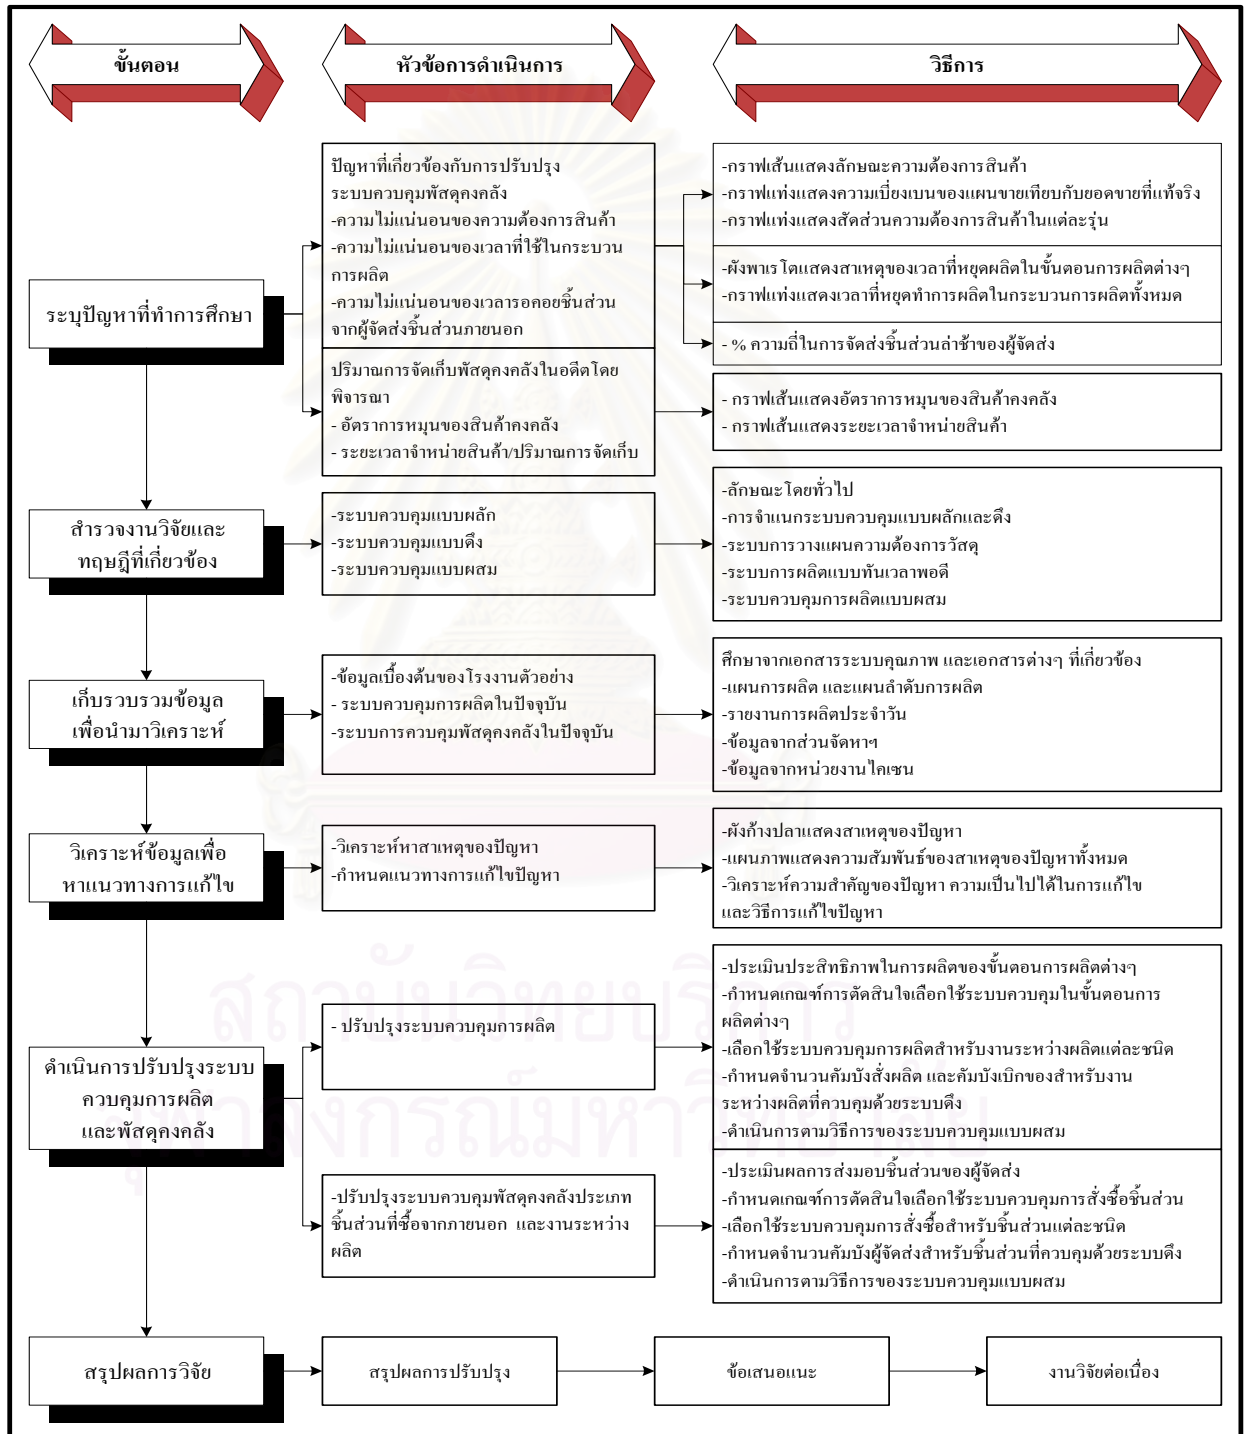 ขั้นตอน
หัวข้อการดำเนินการ
วิธีการ
ระบุปัญหาที่ทำการศึกษา
ปัญหาที่เกี่ยวข้องกับการปรับปรุง
ระบบควบคุมพัสดุคงคลัง
-ความไม่แน่นอนของความต้องการสินค้า
-ความไม่แน่นอนของเวลาที่ใช้ในกระบวน
การผลิต
-ความไม่แน่นอนของเวลารอคอยชิ้นส่วน
จากผู้จัดส่งชิ้นส่วนภายนอก
-กราฟเส้นแสดงลักษณะความต้องการสินค้า
-กราฟแท่งแสดงความเบี่ยงเบนของแผนขายเทียบกับยอดขายที่แท้จริง
-กราฟแท่งแสดงสัดส่วนความต้องการสินค้าในแต่ละรุ่น
-ผังพาเรโตแสดงสาเหตุของเวลาที่หยุดผลิตในขั้นตอนการผลิตต่างๆ
-กราฟแท่งแสดงเวลาที่หยุดทำการผลิตในกระบวนการผลิตทั้งหมด
- % ความถี่ในการจัดส่งชิ้นส่วนล่าช้าของผู้จัดส่ง
ปริมาณการจัดเก็บพัสดุคงคลังในอดีตโดย
พิจารณา
- อัตราการหมุนของสินค้าคงคลัง
- ระยะเวลาจำหน่ายสินค้า/ปริมาณการจัดเก็บ
- กราฟเส้นแสดงอัตราการหมุนของสินค้าคงคลัง
- กราฟเส้นแสดงระยะเวลาจำหน่ายสินค้า
สำรวจงานวิจัยและ
ทฤษฎีที่เกี่ยวข้อง
-ระบบควบคุมแบบผลัก
-ระบบควบคุมแบบดึง
-ระบบควบคุมแบบผสม
-ลักษณะโดยทั่วไป
-การจำแนกระบบควบคุมแบบผลักและดึง
-ระบบการวางแผนความต้องการวัสดุ
-ระบบการผลิตแบบทันเวลาพอดี
-ระบบควบคุมการผลิตแบบผสม
เก็บรวบรวมข้อมูล
เพื่อนำมาวิเคราะห์
-ข้อมูลเบื้องต้นของโรงงานตัวอย่าง
- ระบบควบคุมการผลิตในปัจจุบัน
-ระบบการควบคุมพัสดุคงคลังในปัจจุบัน
ศึกษาจากเอกสารระบบคุณภาพ และเอกสารต่างๆ ที่เกี่ยวข้อง
-แผนการผลิต และแผนลำดับการผลิต
-รายงานการผลิตประจำวัน
-ข้อมูลจากส่วนจัดหาฯ
-ข้อมูลจากหน่วยงานไคเซน
วิเคราะห์ข้อมูลเพื่อ
หาแนวทางการแก้ไข
-วิเคราะห์หาสาเหตุของปัญหา
-กำหนดแนวทางการแก้ไขปัญหา
-ผังก้างปลาแสดงสาเหตุของปัญหา
-แผนภาพแสดงความสัมพันธ์ของสาเหตุของปัญหาทั้งหมด
-วิเคราะห์ความสำคัญของปัญหา ความเป็นไปได้ในการแก้ไข
และวิธีการแก้ไขปัญหา
ดำเนินการปรับปรุงระบบ
ควบคุมการผลิต
และพัสดุคงคลัง
- ปรับปรุงระบบควบคุมการผลิต
-ประเมินประสิทธิภาพในการผลิตของขั้นตอนการผลิตต่างๆ
-กำหนดเกณฑ์การตัดสินใจเลือกใช้ระบบควบคุมในขั้นตอนการ
ผลิตต่างๆ
-เลือกใช้ระบบควบคุมการผลิตสำหรับงานระหว่างผลิตแต่ละชนิด
-กำหนดจำนวนคัมบังสั่งผลิต และคัมบังเบิกของสำหรับงาน
ระหว่างผลิตที่ควบคุมด้วยระบบดึง
-ดำเนินการตามวิธีการของระบบควบคุมแบบผสม
-ปรับปรุงระบบควบคุมพัสดุคงคลังประเภท
ชิ้นส่วนที่ซื้อจากภายนอก และงานระหว่าง
ผลิต
-ประเมินผลการส่งมอบชิ้นส่วนของผู้จัดส่ง
-กำหนดเกณฑ์การตัดสินใจเลือกใช้ระบบควบคุมการสั่งซื้อชิ้นส่วน
-เลือกใช้ระบบควบคุมการสั่งซื้อสำหรับชิ้นส่วนแต่ละชนิด
-กำหนดจำนวนคัมบังผู้จัดส่งสำหรับชิ้นส่วนที่ควบคุมด้วยระบบดึง
-ดำเนินการตามวิธีการของระบบควบคุมแบบผสม
สรุปผลการวิจัย
สรุปผลการปรับปรุง
ข้อเสนอแนะ
งานวิจัยต่อเนื่อง
สถาบันวิทยบริการ
จุฬาลงกรณ์มหาวิทยาลัย